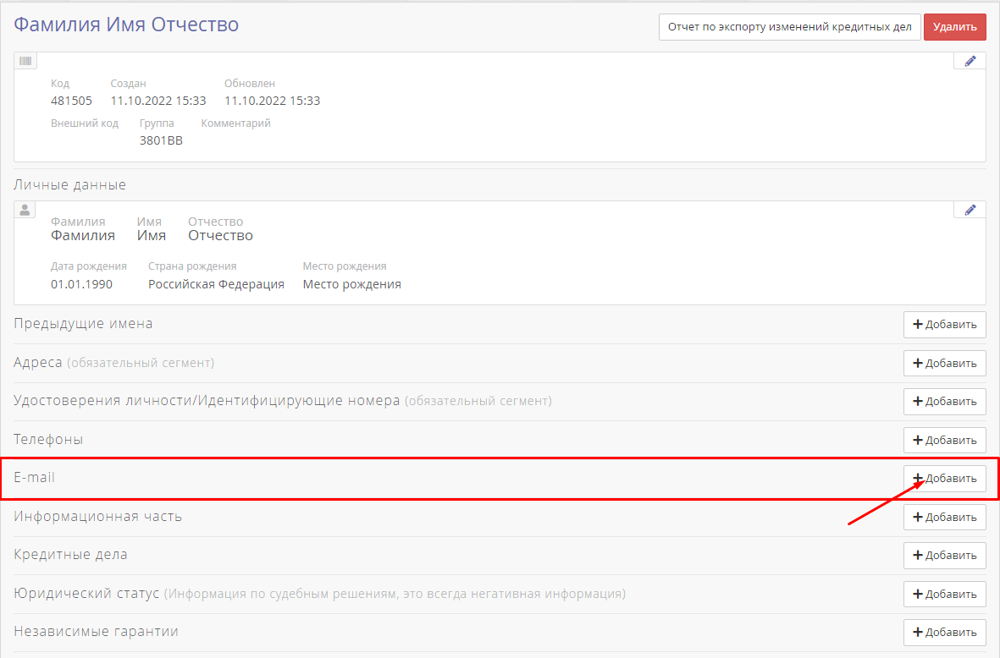 Фамилия Имя Отчество
Отчет по экспорту изменений кредитных дел
Удалить
Код Создан Обновлен
481505 11.10.2022 15:33 11.10.2022 15:33
Внешний код Группа Комментарий
3801BB
Личные данные
Фамилия Имя Отчество
Фамилия Имя Отчество
Дата рождения Страна рождения Место рождения
01.01.1990 Российская Федерация Место рождения
Предыдущие имена Добавить
Адреса (обязательный сегмент) Добавить
Удостоверения личности/Идентифицирующие номера (обязательный сегмент) Добавить
Телефоны Добавить
E-mail Добавить
Информационная часть Добавить
Кредитные дела Добавить
Юридический статус (Информация по судебным решениям, это всегда негативная информация) Добавить
Независимые гарантии Добавить